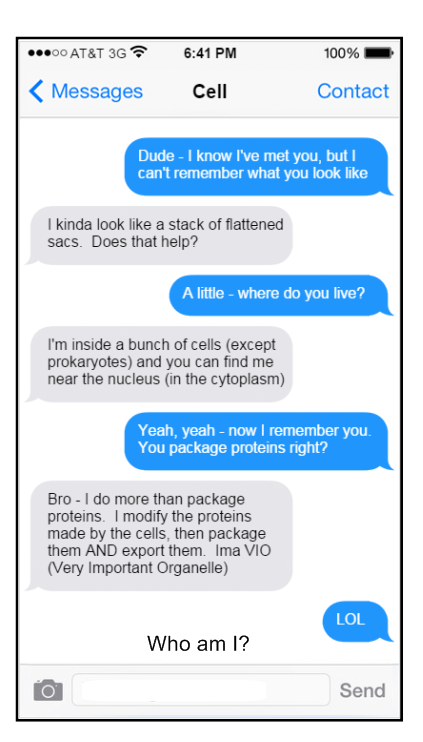 ●●●○○ AT&T 3G 6:41 PM 100%
Messages Cell Contact
Dude - I know I've met you, but I
can't remember what you look like
I kinda look like a stack of flattened
sacs.  Does that help?
A little - where do you live?
I'm inside a bunch of cells (except
prokaryotes) and you can find me
near the nucleus (in the cytoplasm)
Yeah, yeah - now I remember you.
You package proteins right?
Bro - I do more than package
proteins.  I modify the proteins
made by the cells, then package
them AND export them.  Ima VIO
(Very Important Organelle)
LOL
Who am I?
Send